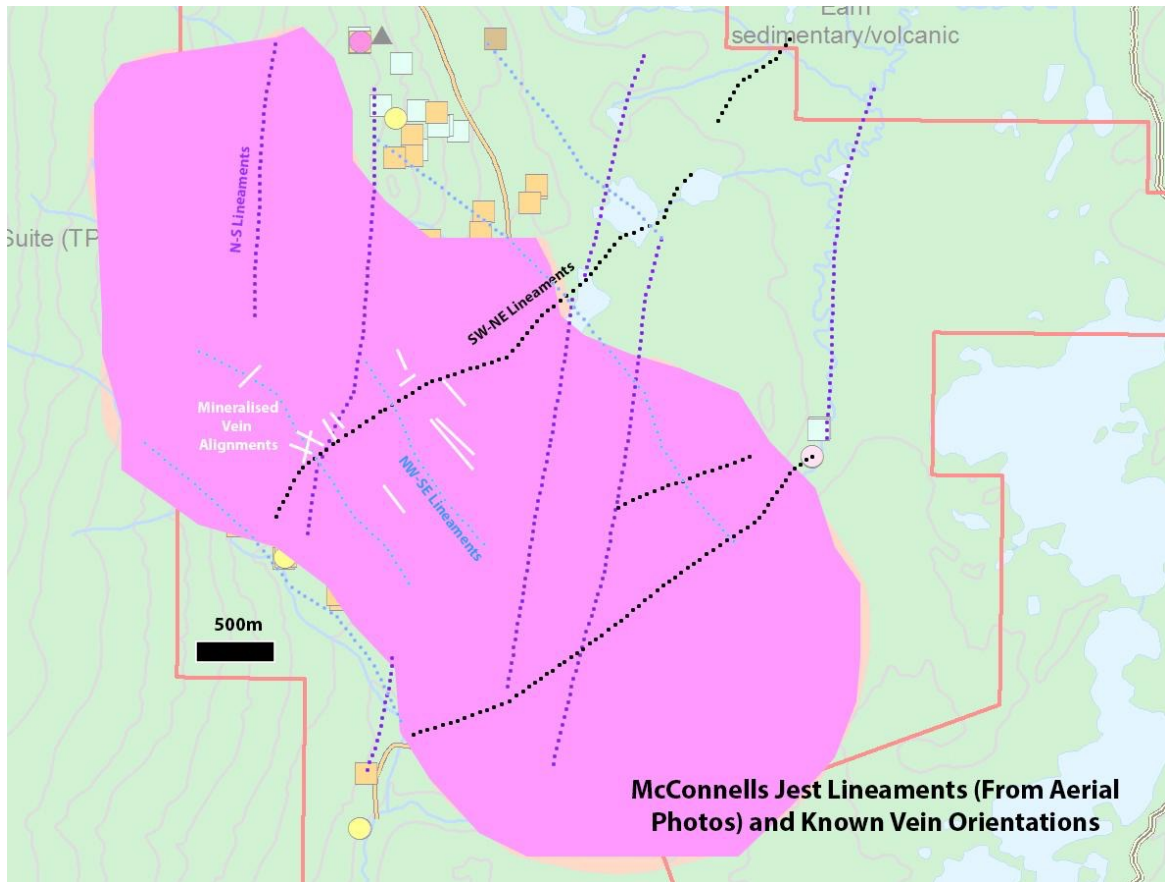 Earn
sedimentary/volcanic
N-S Lineaments
Suite (TP
SW-NE Lineaments
Mineralised
Vein
Alignments
NW-SE Lineaments
500m
McConnells Jest Lineaments (From Aerial
Photos) and Known Vein Orientations